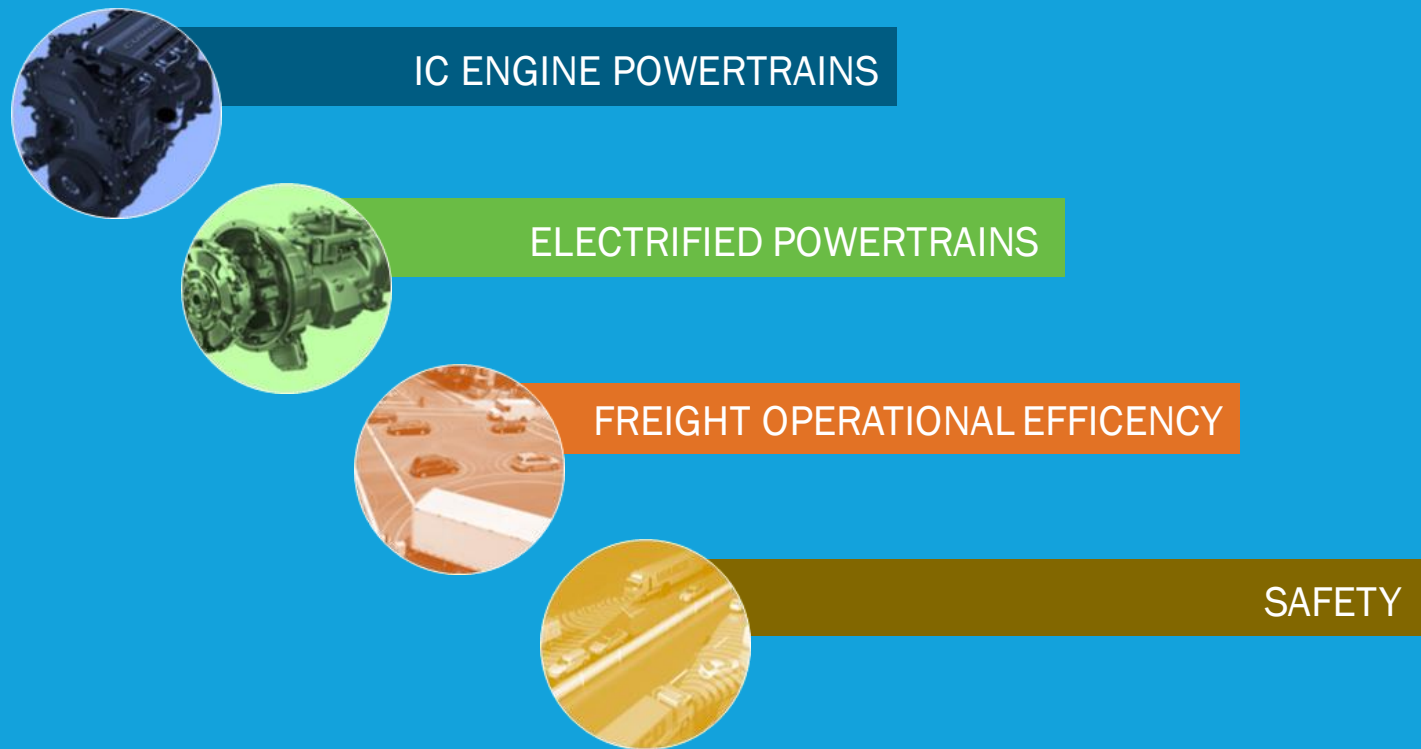 IC ENGINE POWERTRAINS
ELECTRIFIED POWERTRAINS
FREIGHT OPERATIONAL EFFICENCY
SAFETY